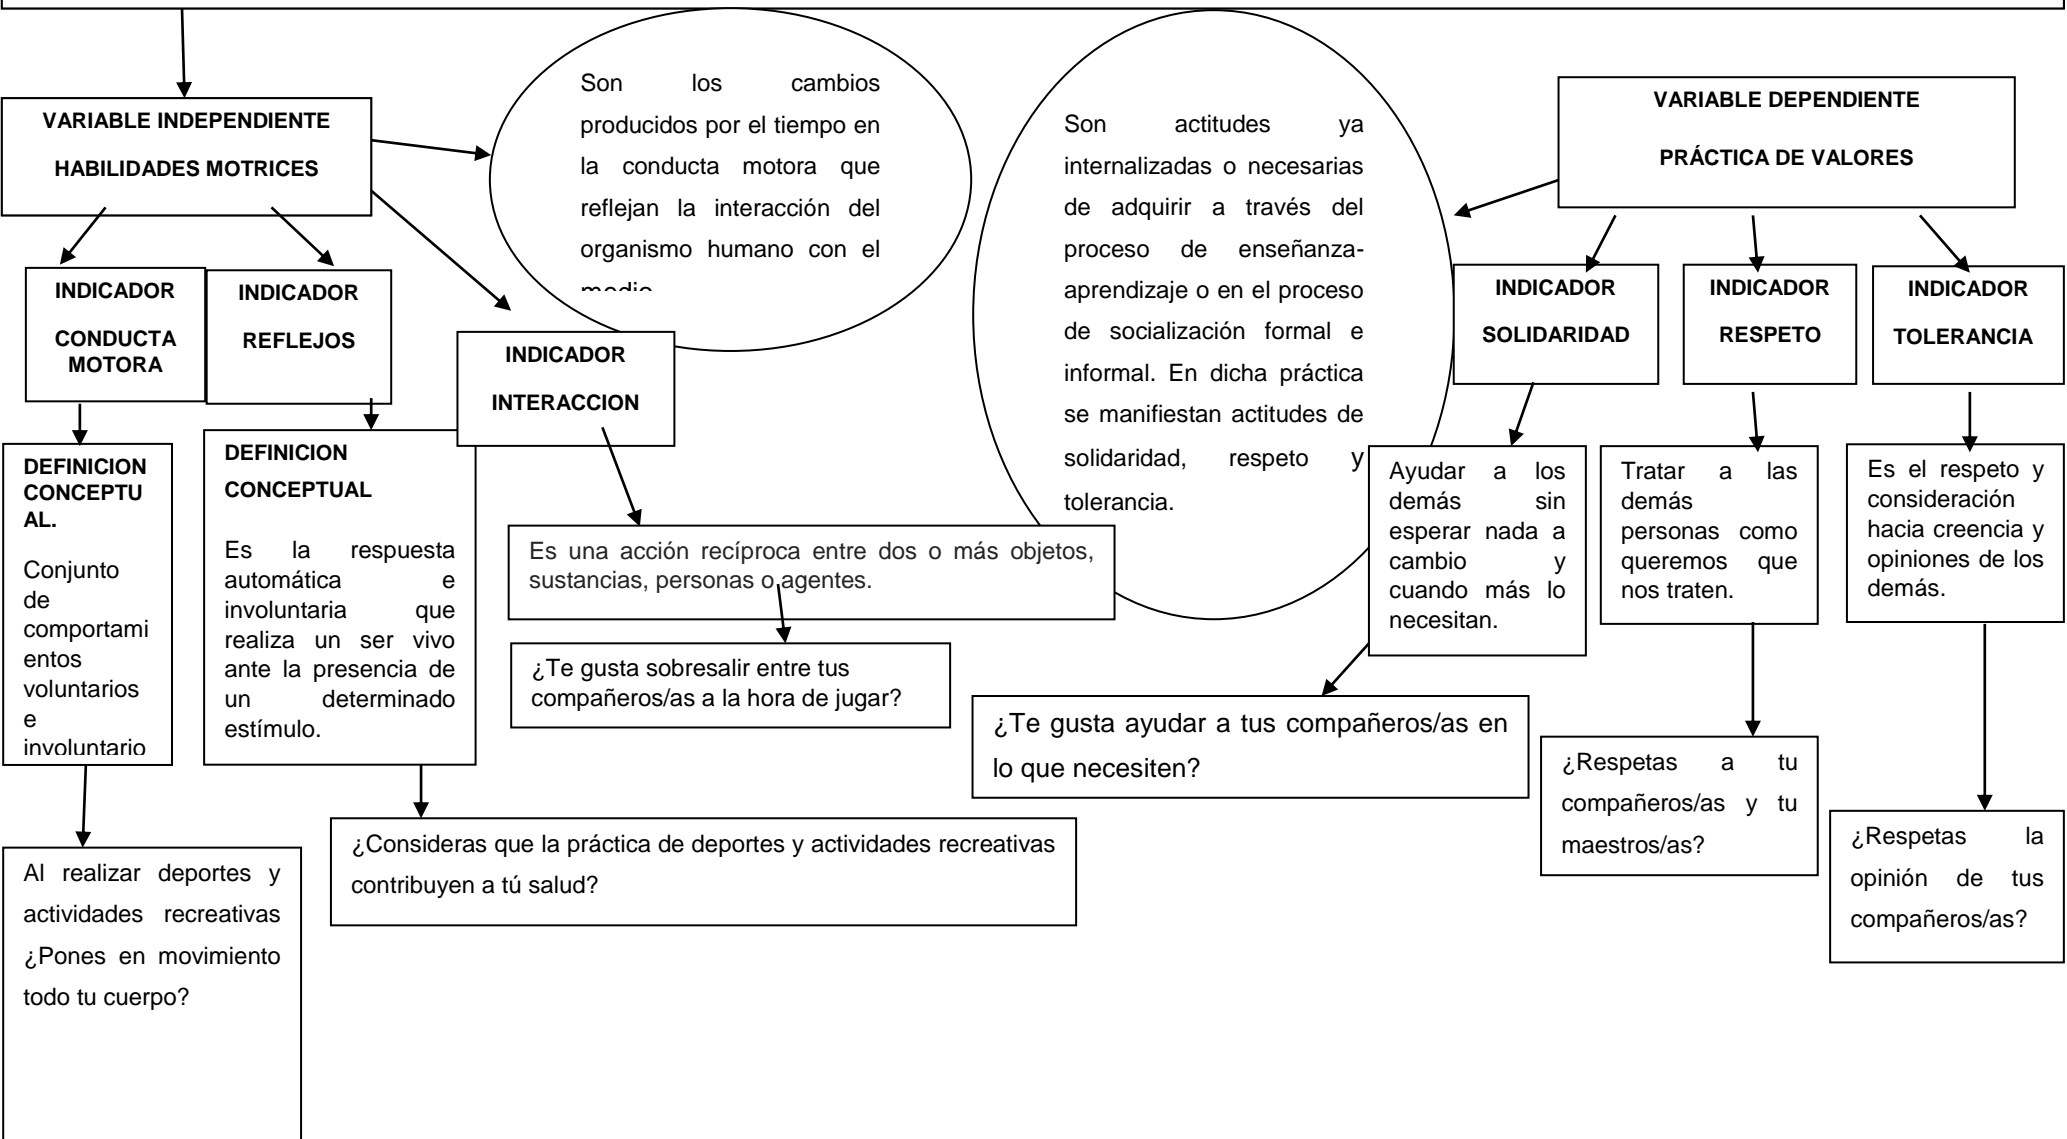 VARIABLE INDEPENDIENTE
HABILIDADES MOTRICES
Son los cambios
producidos por el tiempo en
la conducta motora que
reflejan la interacción del
organismo humano con el
medio
Son actitudes ya
internalizadas o necesarias
de adquirir a través del
proceso de enseñanza-
aprendizaje o en el proceso
de socialización formal e
informal. En dicha práctica
se manifiestan actitudes de
solidaridad, respeto y
tolerancia.
VARIABLE DEPENDIENTE
PRÁCTICA DE VALORES
INDICADOR
CONDUCTA
MOTORA
INDICADOR
REFLEJOS
INDICADOR
INTERACCION
INDICADOR
SOLIDARIDAD
INDICADOR
RESPETO
INDICADOR
TOLERANCIA
DEFINICION
CONCEPTU
AL.
Conjunto
de
comportami
entos
voluntarios
e
involuntario
DEFINICION
CONCEPTUAL
Es la respuesta
automática e
involuntaria que
realiza un ser vivo
ante la presencia de
un determinado
estímulo.
Es una acción recíproca entre dos o más objetos,
sustancias, personas o agentes.
Ayudar a los
demás sin
esperar nada a
cambio y
cuando más lo
necesitan.
Tratar a las
demás
personas como
queremos que
nos traten.
Es el respeto y
consideración
hacia creencia y
opiniones de los
demás.
¿Te gusta sobresalir entre tus
compañeros/as a la hora de jugar?
¿Te gusta ayudar a tus compañeros/as en
lo que necesiten?
¿Respetas a tu
compañeros/as y tu
maestros/as?
¿Respetas la
opinión de tus
compañeros/as?
¿Consideras que la práctica de deportes y actividades recreativas
contribuyen a tú salud?
Al realizar deportes y
actividades recreativas
¿Pones en movimiento
todo tu cuerpo?